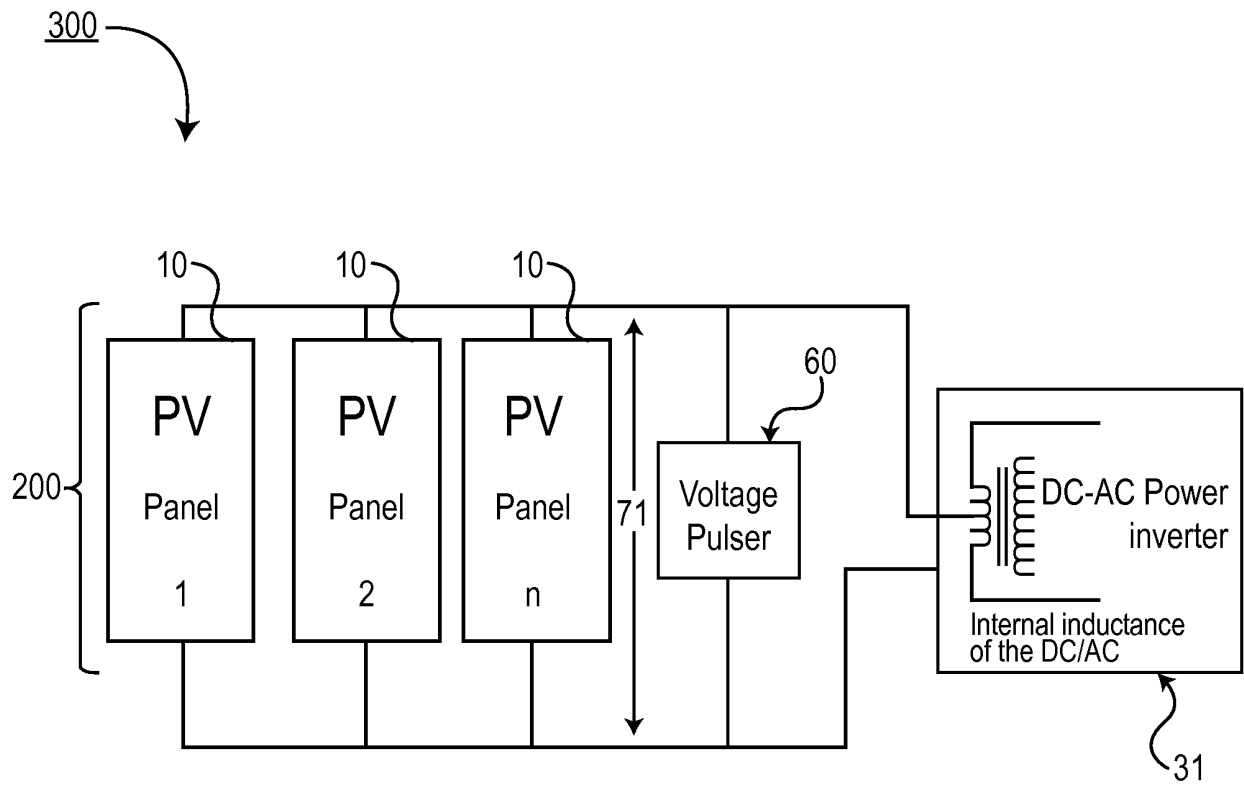 300
10
10
10
60
200
PV
Panel
1
PV
Panel
2
PV
Panel
n
71
Voltage
Pulser
DC-AC Power
inverter
Internal inductance
of the DC/AC
31